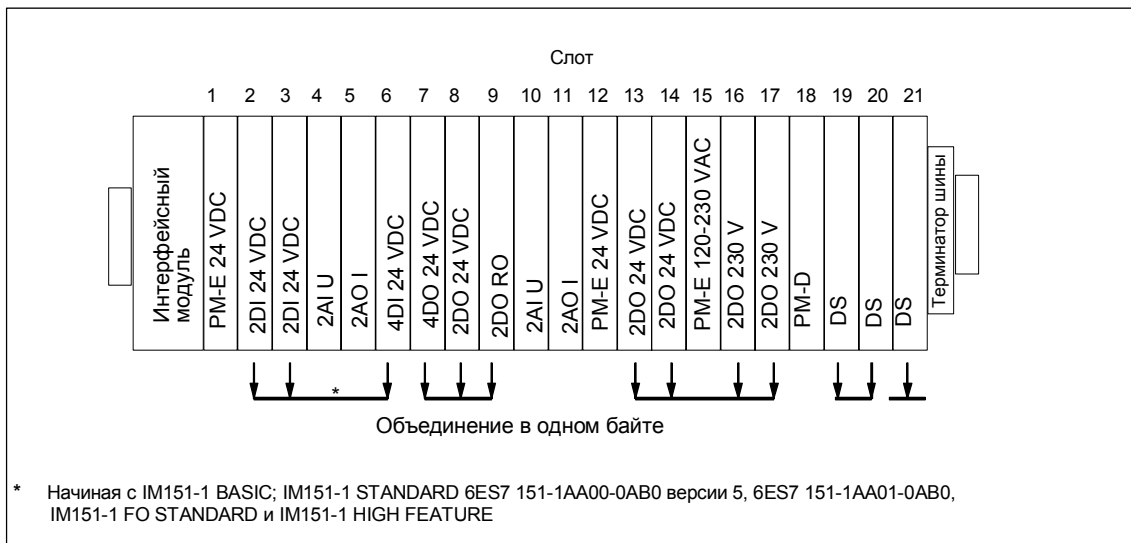 Слот
1 2 3 4 5 6 7 8 9 10 11 12 13 14 15 16 17 18 19 20 21
Интерфейсный
модуль
PM-E 24 VDC
2DI 24 VDC
2DI 24 VDC
2AI U
2AO I
4DI 24 VDC
4DO 24 VDC
2DO 24 VDC
2DO RO
2AI U
2AO I
PM-E 24 VDC
2DO 24 VDC
2DO 24 VDC
PM-E 120-230 VAC
2DO 230 V
2DO 230 V
PM-D
DS
DS
DS
Терминатор шины
*
Объединение в одном байте
* Начиная с IM151-1 BASIC; IM151-1 STANDARD 6ES7 151-1AA00-0AB0 версии 5, 6ES7 151-1AA01-0AB0,
IM151-1 FO STANDARD и IM151-1 HIGH FEATURE